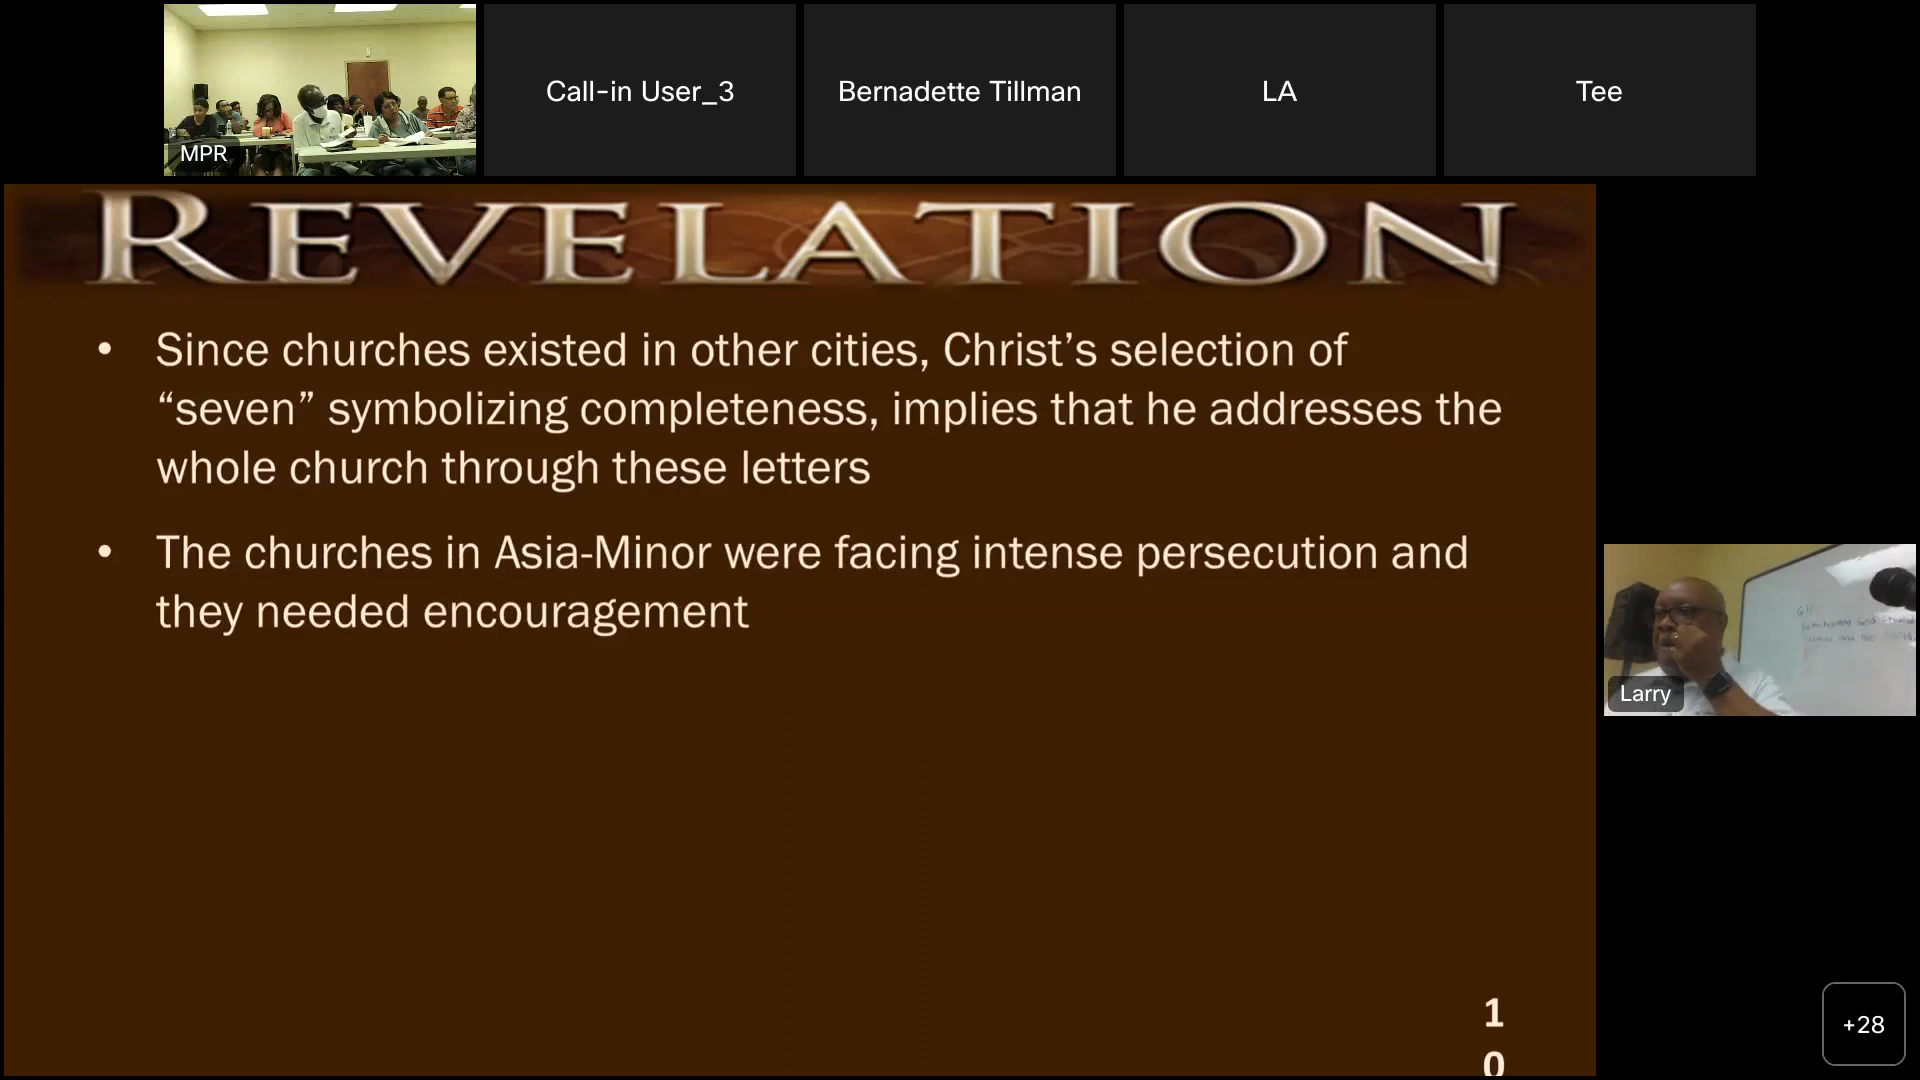 MPR
Call-in User_3
Bernadette Tillman
LA
Tee
REVELATION
• Since churches existed in other cities, Christ’s selection of
“seven” symbolizing completeness, implies that he addresses the
whole church through these letters
• The churches in Asia-Minor were facing intense persecution and
they needed encouragement
Larry
1
0
+28